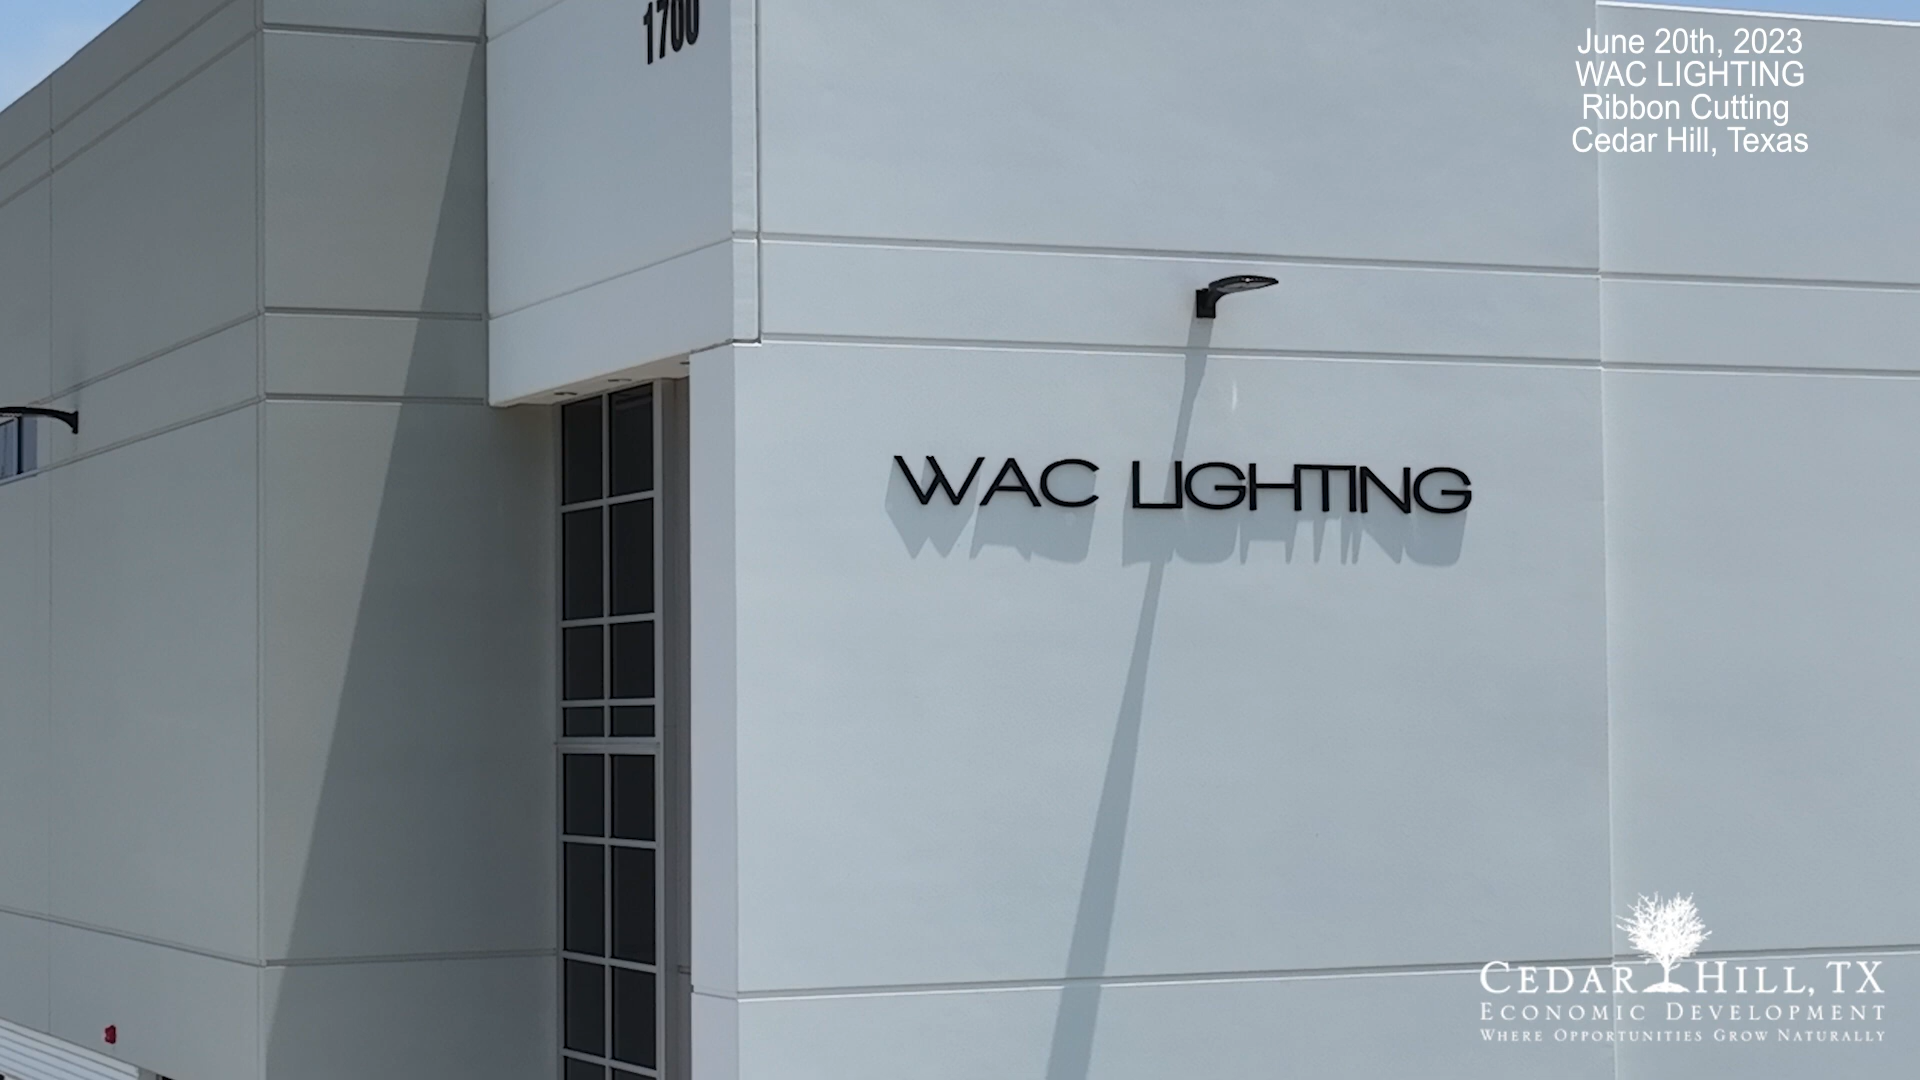 1700
June 20th, 2023
WAC LIGHTING
Ribbon Cutting
Cedar Hill, Texas
WAC LIGHTING
CEDAR HILL, TX
ECONOMIC DEVELOPMENT
WHERE OPPORTUNITIES GROW NATURALLY